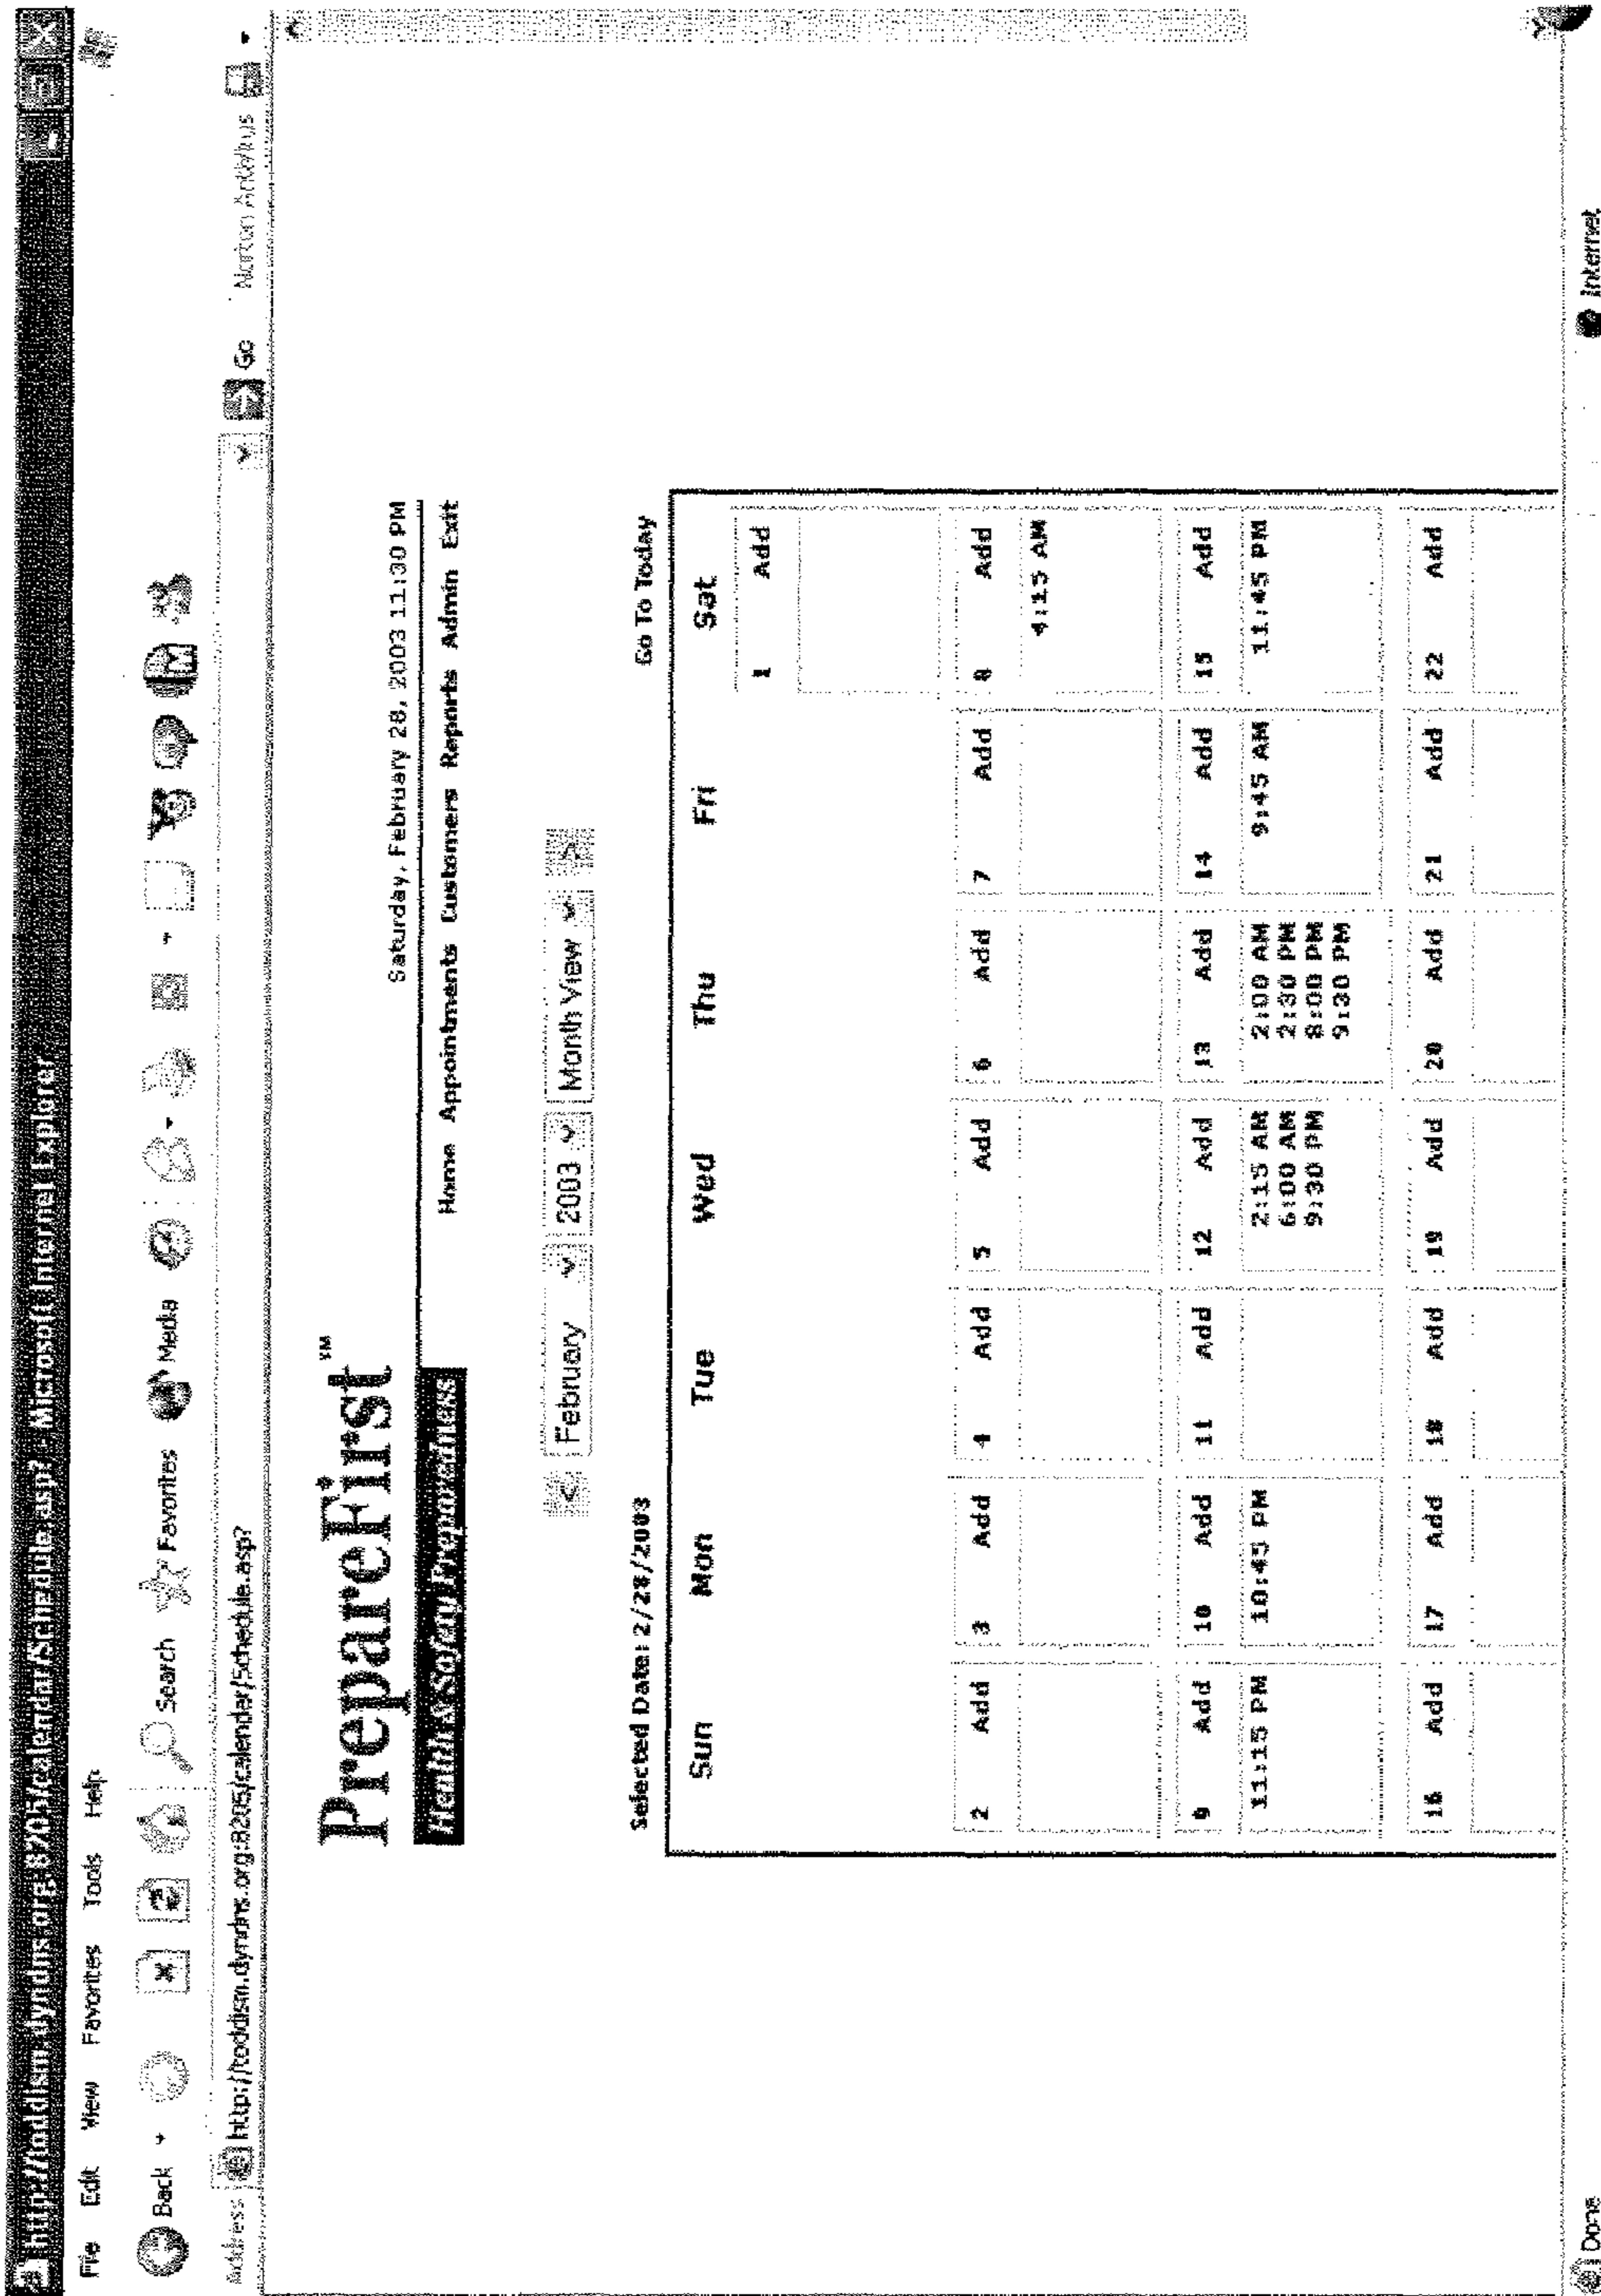 http://toddism.dyndns.org:8205/calendar/schedule.asp? - Microsoft Internet Explorer
File Edit View Favorites Tools Help
Back Search Favorites Media
Address http://toddism.dyndns.org:8205/calendar/Schedule.asp? Go Norton AntiVirus
PrepareFirst™
Saturday, February 28, 2003 11:30 PM
Health & Safety Preparedness
Home Appointments Customers Reports Admin Exit
< February 2003 Month View >
Selected Date: 2/28/2003 Go To Today
Sun Mon Tue Wed Thu Fri Sat
1 Add
2 Add 3 Add 4 Add 5 Add 6 Add 7 Add 8 Add
4:15 AM
9 Add 10 Add 11 Add 12 Add 13 Add 14 Add 15 Add
11:15 PM 10:45 PM 2:15 AM 2:00 AM 9:45 AM 11:45 PM
6:00 AM 2:30 PM
9:30 PM 8:00 PM
9:30 PM
16 Add 17 Add 18 Add 19 Add 20 Add 21 Add 22 Add
Done Internet